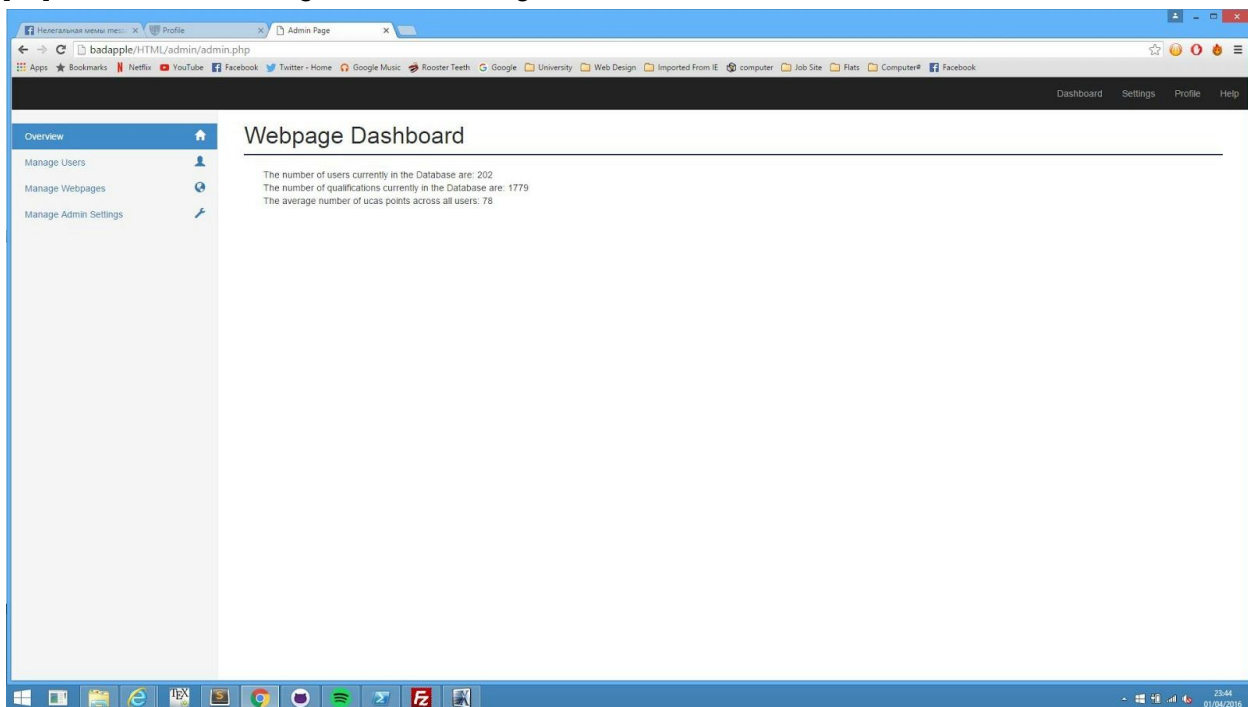 Нелегальная мемы mess
Profile
Admin Page
badapple/HTML/admin/admin.php
Apps Bookmarks Netflix YouTube Facebook Twitter - Home Google Music Rooster Teeth Google University Web Design Imported From IE computer Job Site Flats Computer# Facebook
Dashboard Settings Profile Help
Overview
Manage Users
Manage Webpages
Manage Admin Settings
Webpage Dashboard
The number of users currently in the Database are: 202
The number of qualifications currently in the Database are: 1779
The average number of ucas points across all users: 78
TEX
23:44
01/04/2016